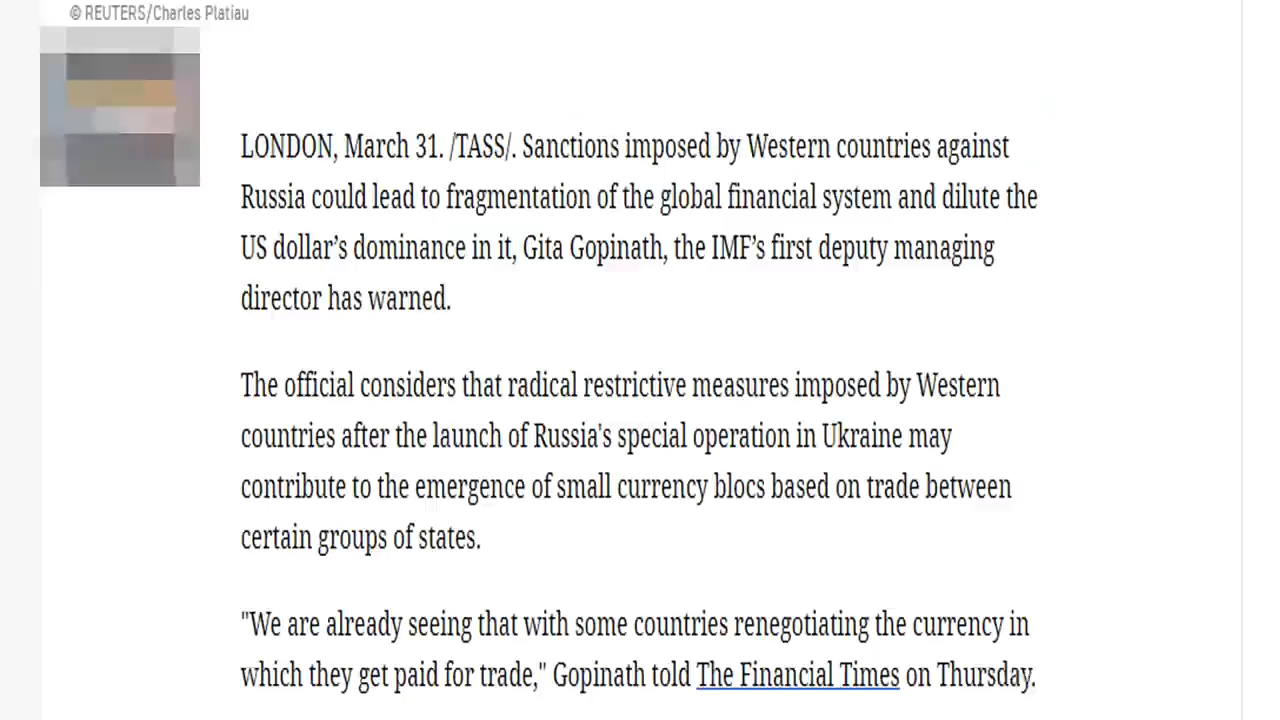 © REUTERS/Charles Platiau
LONDON, March 31. /TASS/. Sanctions imposed by Western countries against
Russia could lead to fragmentation of the global financial system and dilute the
US dollar’s dominance in it, Gita Gopinath, the IMF’s first deputy managing
director has warned.
The official considers that radical restrictive measures imposed by Western
countries after the launch of Russia's special operation in Ukraine may
contribute to the emergence of small currency blocs based on trade between
certain groups of states.
"We are already seeing that with some countries renegotiating the currency in
which they get paid for trade," Gopinath told The Financial Times on Thursday.